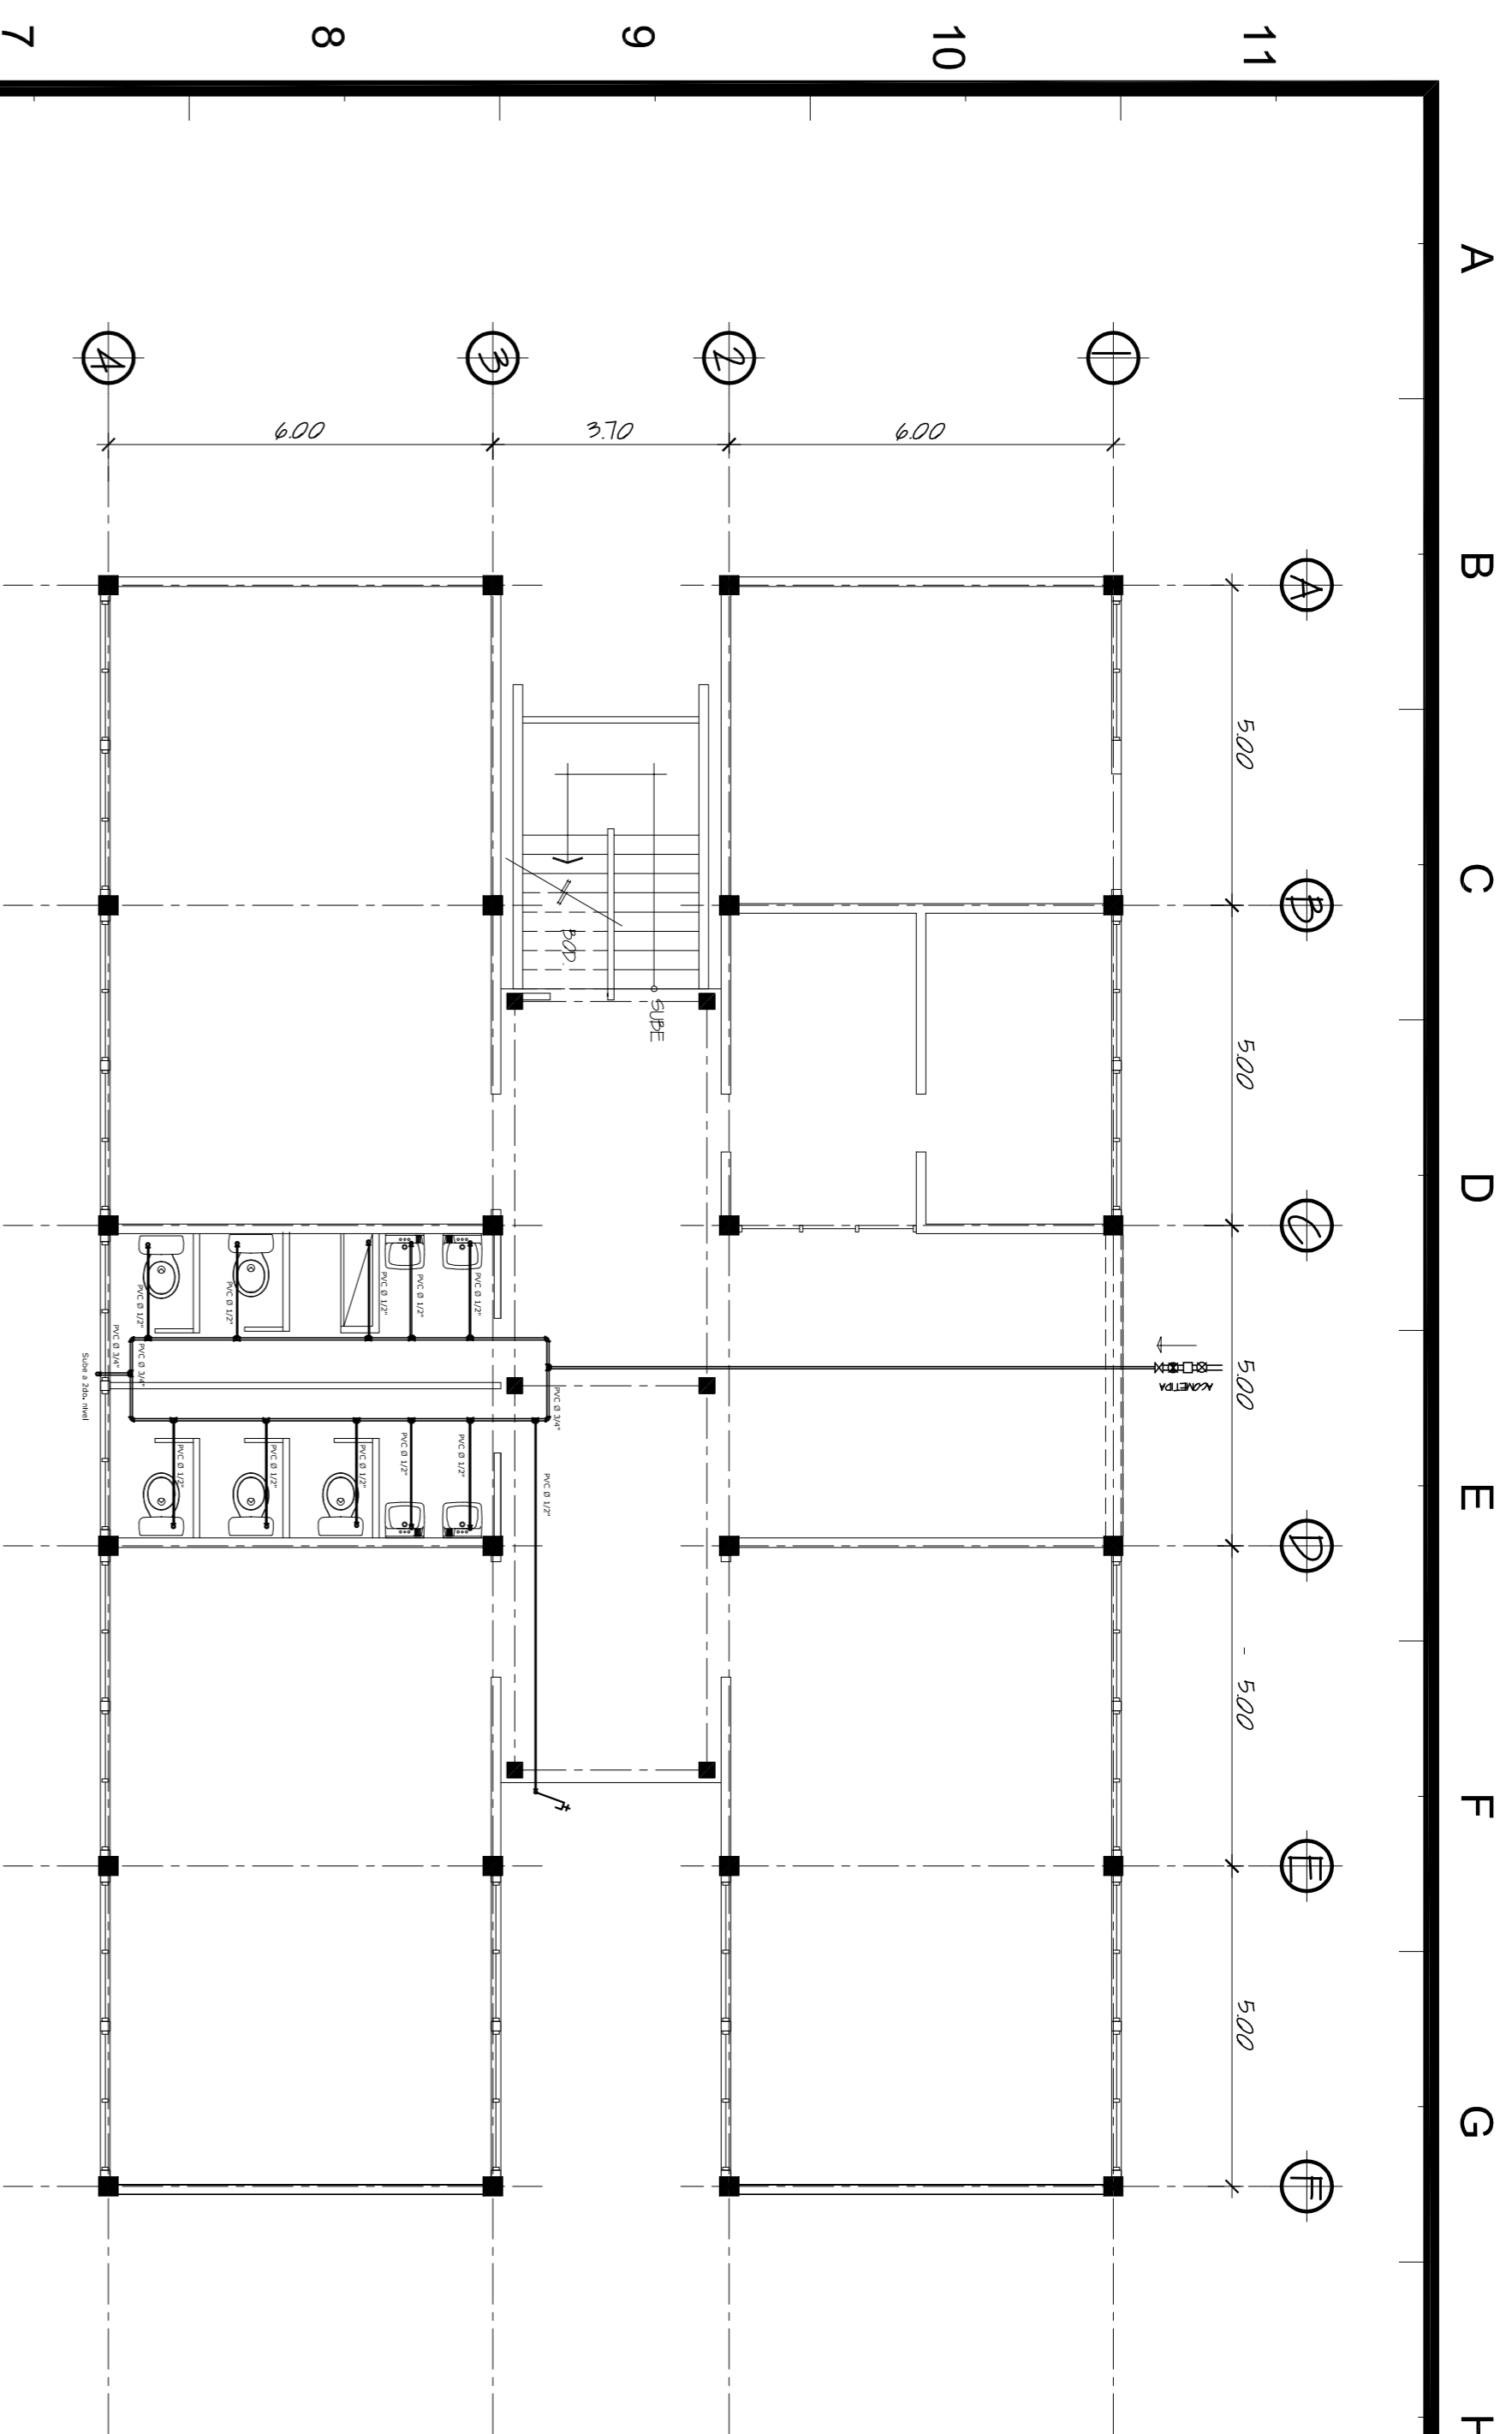 A
B
C
D
E
F
G
H
11
10
9
8
7
A
B
C
D
E
F
5.00
5.00
5.00
5.00
5.00
1
2
3
4
6.00
3.70
6.00
SUBE
BOD.
ACOMETIDA
PVC Ø 1/2"
PVC Ø 1/2"
PVC Ø 1/2"
PVC Ø 1/2"
PVC Ø 1/2"
PVC Ø 3/4"
PVC Ø 3/4"
PVC Ø 3/4"
Sube a 2do. nivel
PVC Ø 1/2"
PVC Ø 1/2"
PVC Ø 1/2"
PVC Ø 1/2"
PVC Ø 1/2"
PVC Ø 1/2"